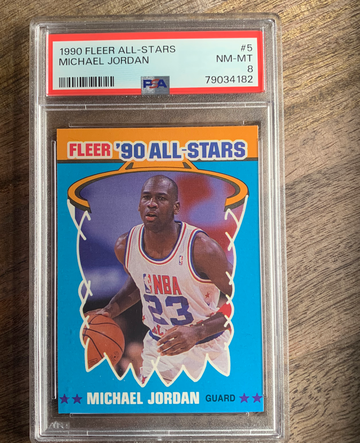 1990 FLEER ALL-STARS #5
MICHAEL JORDAN NM-MT
8
PSA 79034182
FLEER '90 ALL-STARS
NBA
23
MICHAEL JORDAN GUARD